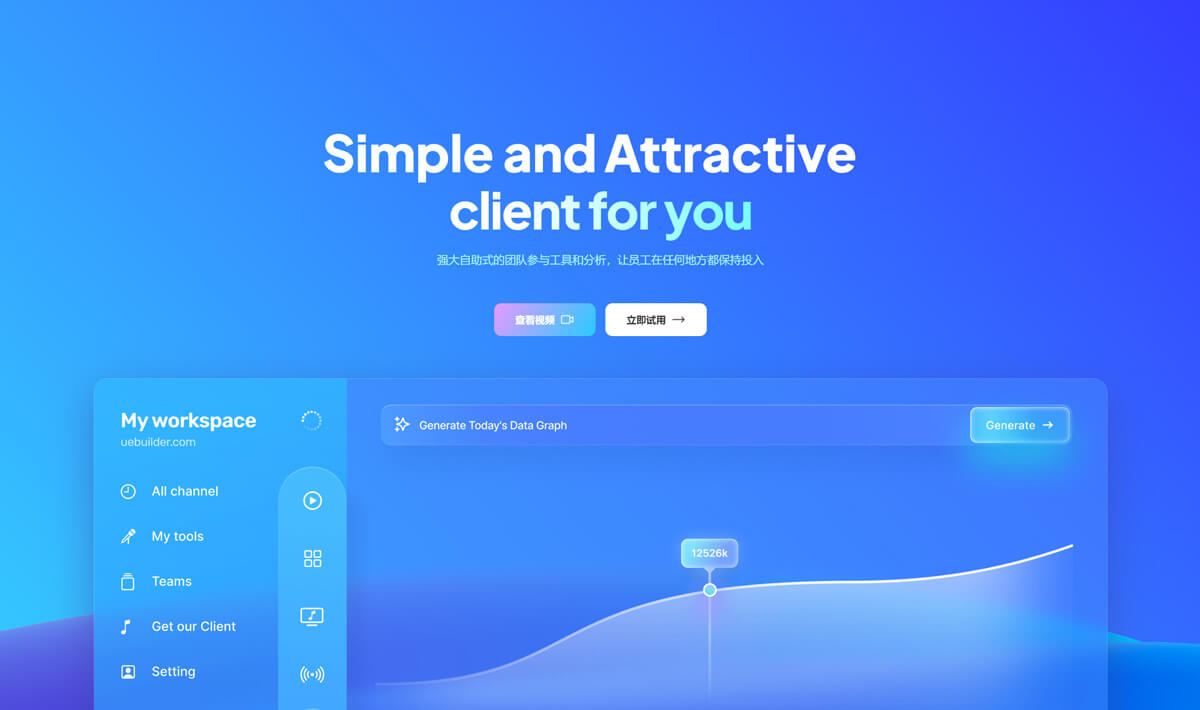 Simple and Attractive
client for you
强大自助式的团队参与工具和分析，让员工在任何地方都保持投入
查看视频
立即试用
My workspace
uebuilder.com
All channel
My tools
Teams
Get our Client
Setting
Generate Today's Data Graph
Generate
12526k